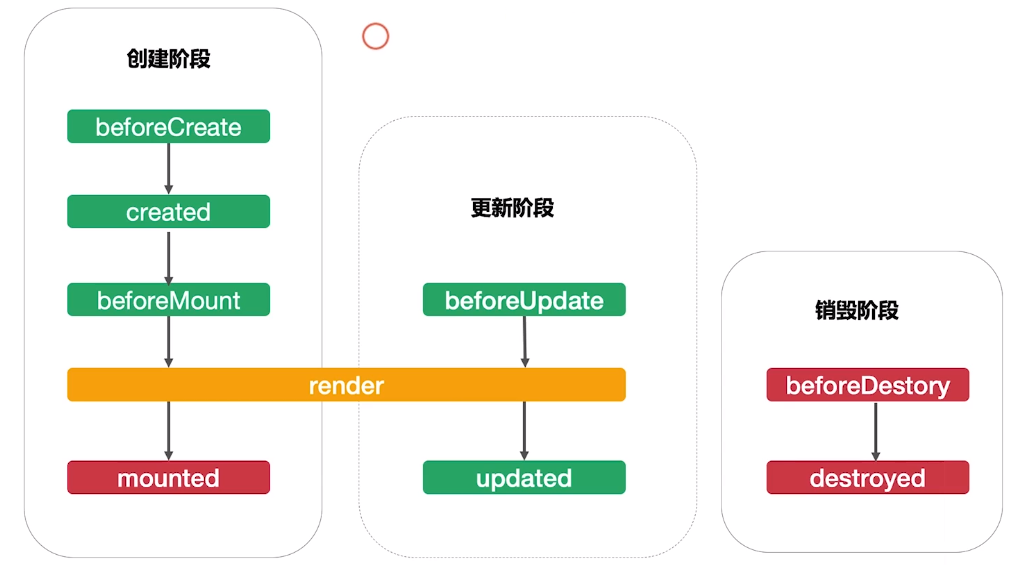 创建阶段
beforeCreate
created
beforeMount
render
mounted
更新阶段
beforeUpdate
updated
销毁阶段
beforeDestory
destroyed